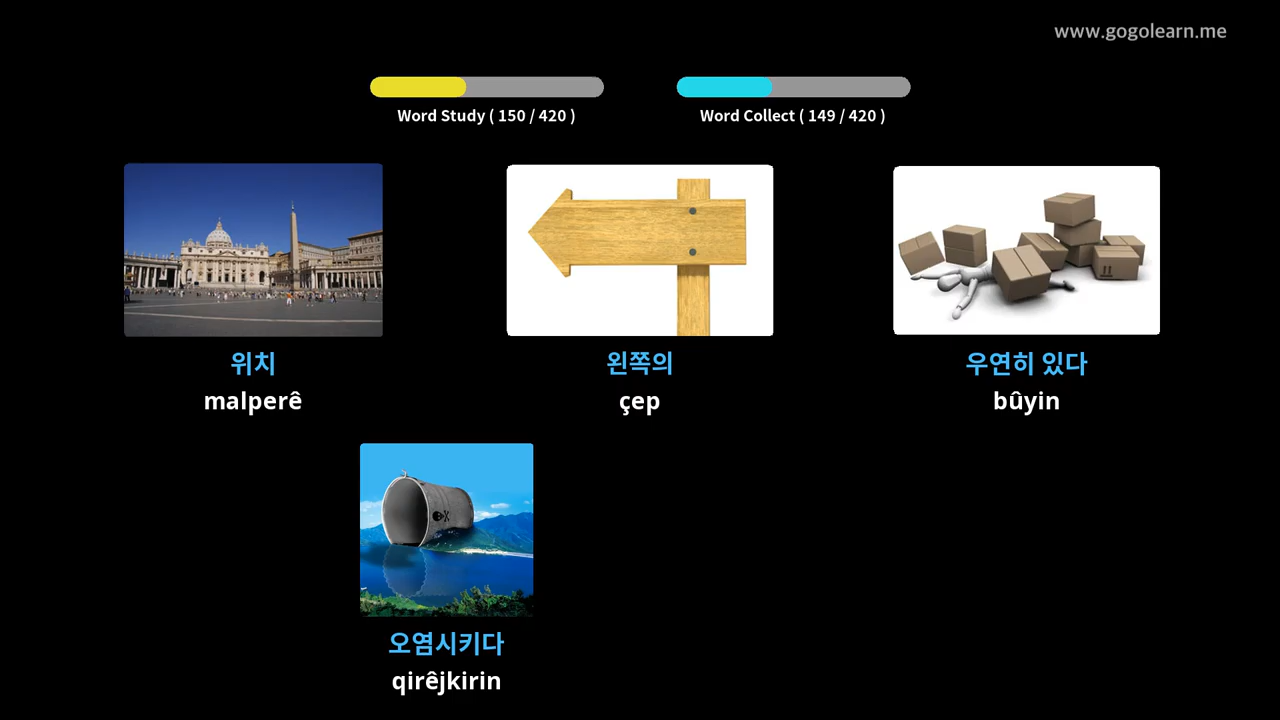 www.gogolearn.me
Word Study ( 150 / 420 )
Word Collect ( 149 / 420 )
위치
malperê
왼쪽의
çep
우연히 있다
bûyin
오염시키다
qirêjkirin